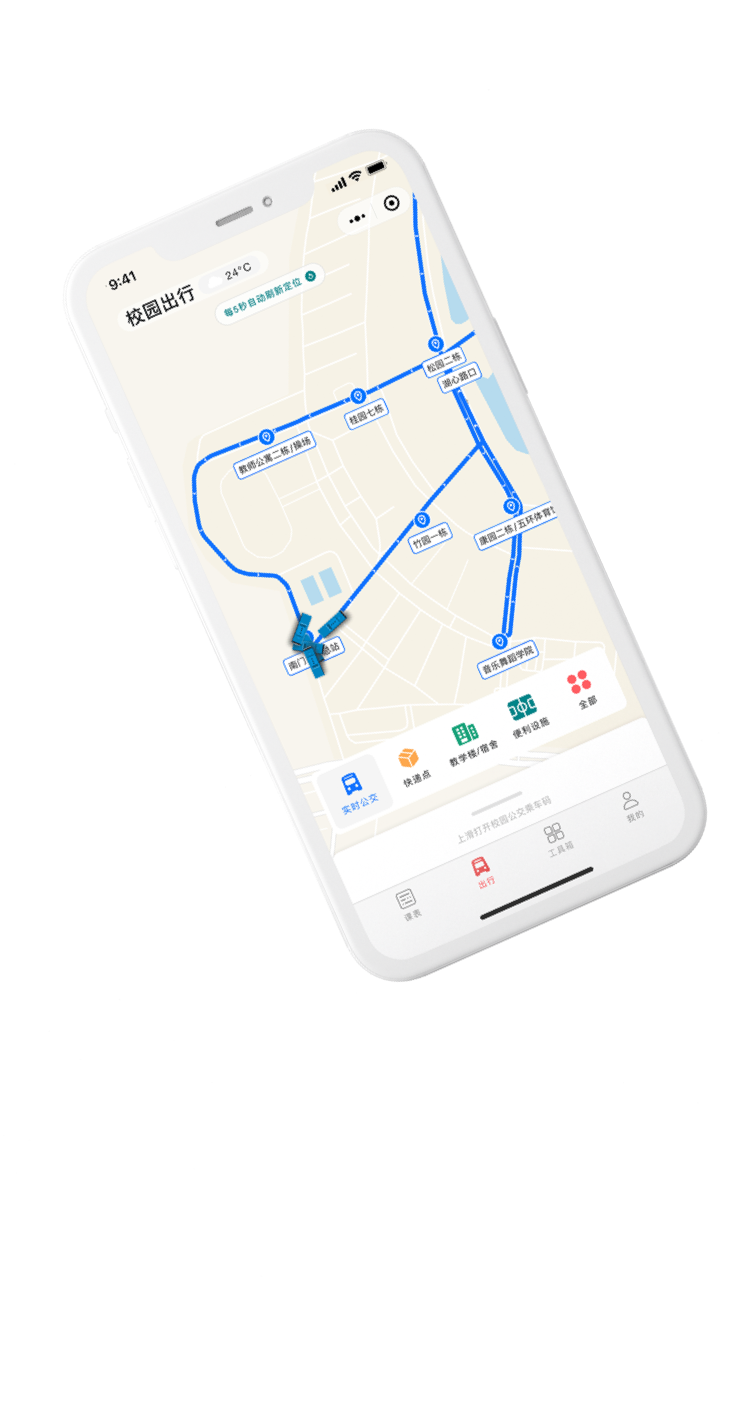 9:41
校园出行
24°C
每5秒自动刷新定位
松园二栋
湖心路口
桂园七栋
教师公寓二栋/操场
康园二栋/五环体育
竹园一栋
南门
总站
音乐舞蹈学院
实时公交
快递点
教学楼/宿舍
便利设施
全部
上滑打开校园公交乘车码
课表
出行
工具箱
我的